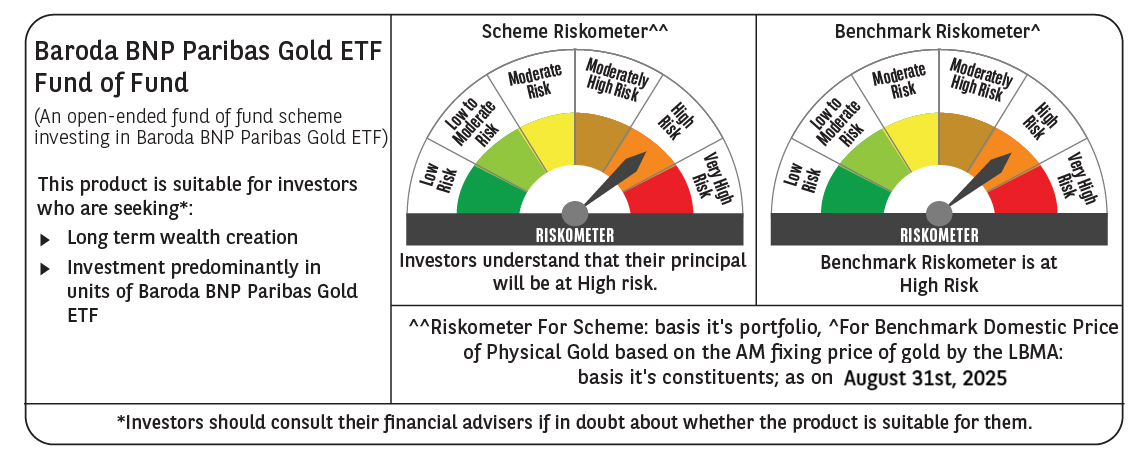 Baroda BNP Paribas Gold ETF
Fund of Fund
(An open-ended fund of fund scheme
investing in Baroda BNP Paribas Gold ETF)
This product is suitable for investors
who are seeking*:
Long term wealth creation
Investment predominantly in
units of Baroda BNP Paribas Gold
ETF
Scheme Riskometer^^
Low
Risk
Low to
Moderate
Risk
Moderate
Risk
Moderately
High Risk
High
Risk
Very High
Risk
RISKOMETER
Investors understand that their principal
will be at High risk.
Benchmark Riskometer^
Low
Risk
Low to
Moderate
Risk
Moderate
Risk
Moderately
High Risk
High
Risk
Very High
Risk
RISKOMETER
Benchmark Riskometer is at
High Risk
^^Riskometer For Scheme: basis it's portfolio, ^For Benchmark Domestic Price
of Physical Gold based on the AM fixing price of gold by the LBMA:
basis it's constituents; as on August 31st, 2025
*Investors should consult their financial advisers if in doubt about whether the product is suitable for them.